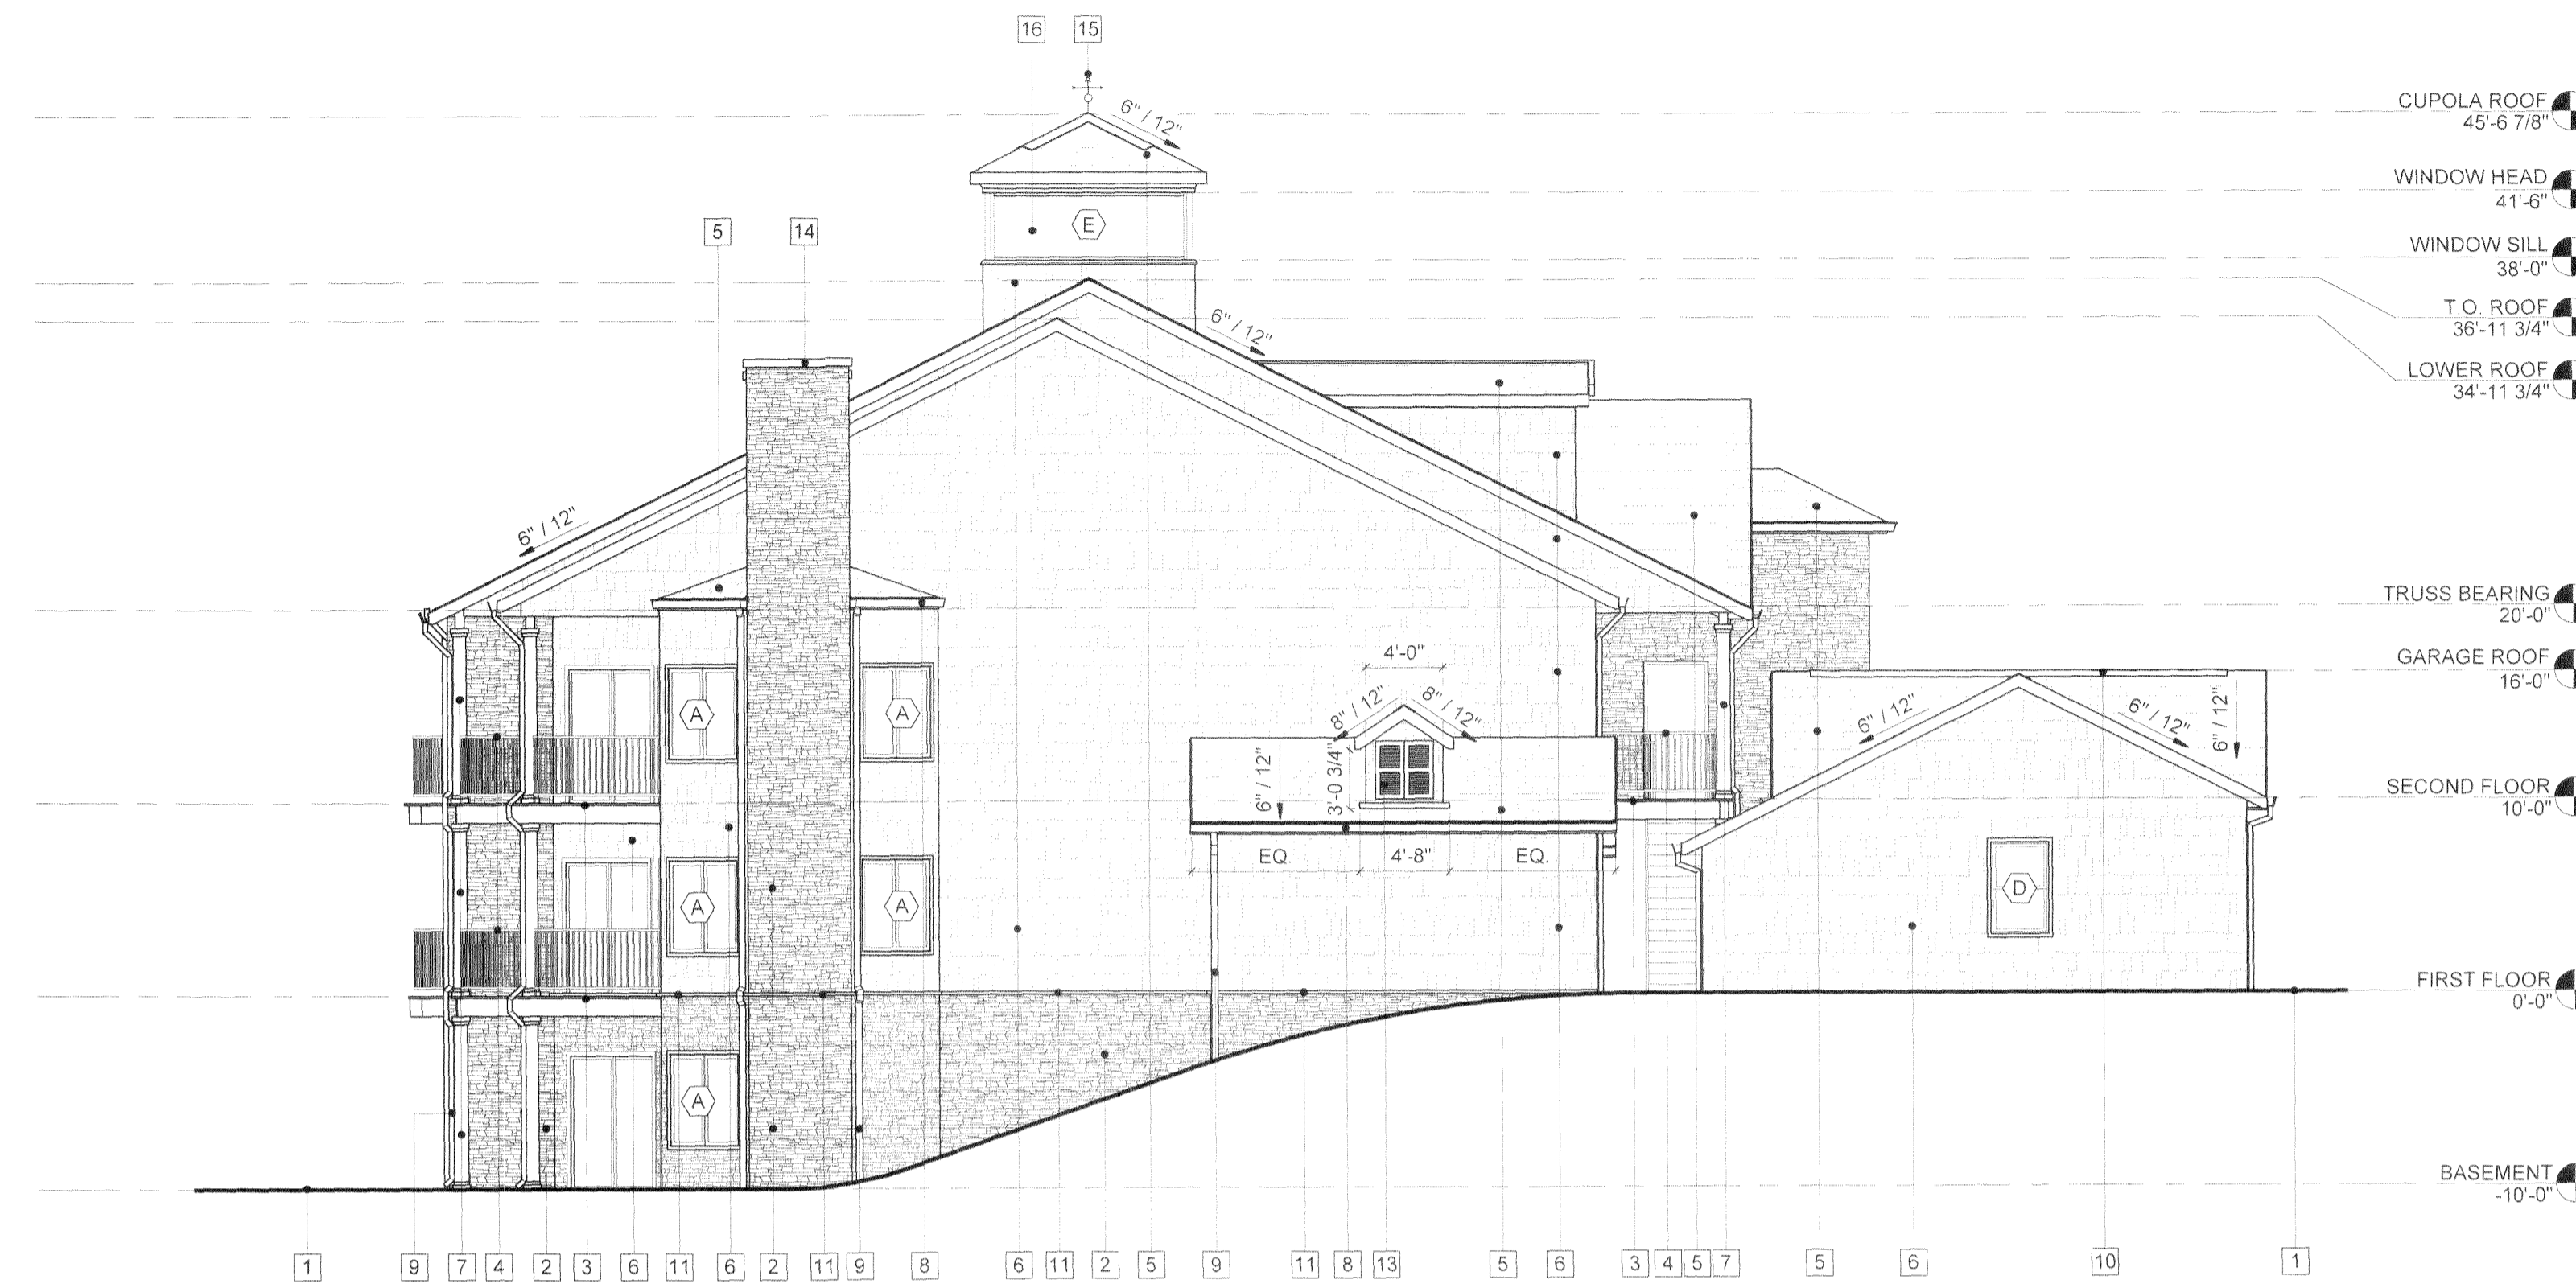 16 15
CUPOLA ROOF
45'-6 7/8"
6" / 12"
WINDOW HEAD
41'-6"
5 14
E
WINDOW SILL
38'-0"
T.O. ROOF
36'-11 3/4"
6" / 12"
LOWER ROOF
34'-11 3/4"
6" / 12"
TRUSS BEARING
20'-0"
4'-0"
GARAGE ROOF
16'-0"
A A
8" / 12" 8" / 12"
6" / 12" 6" / 12" 6" / 12"
6" / 12" 3'-0 3/4"
SECOND FLOOR
10'-0"
EQ. 4'-8" EQ.
A A
D
FIRST FLOOR
0'-0"
A
BASEMENT
-10'-0"
1 9 7 4 2 3 6 11 6 2 11 9 8 6 11 2 5 9 11 8 13 5 6 3 4 5 7 5 6 10 1